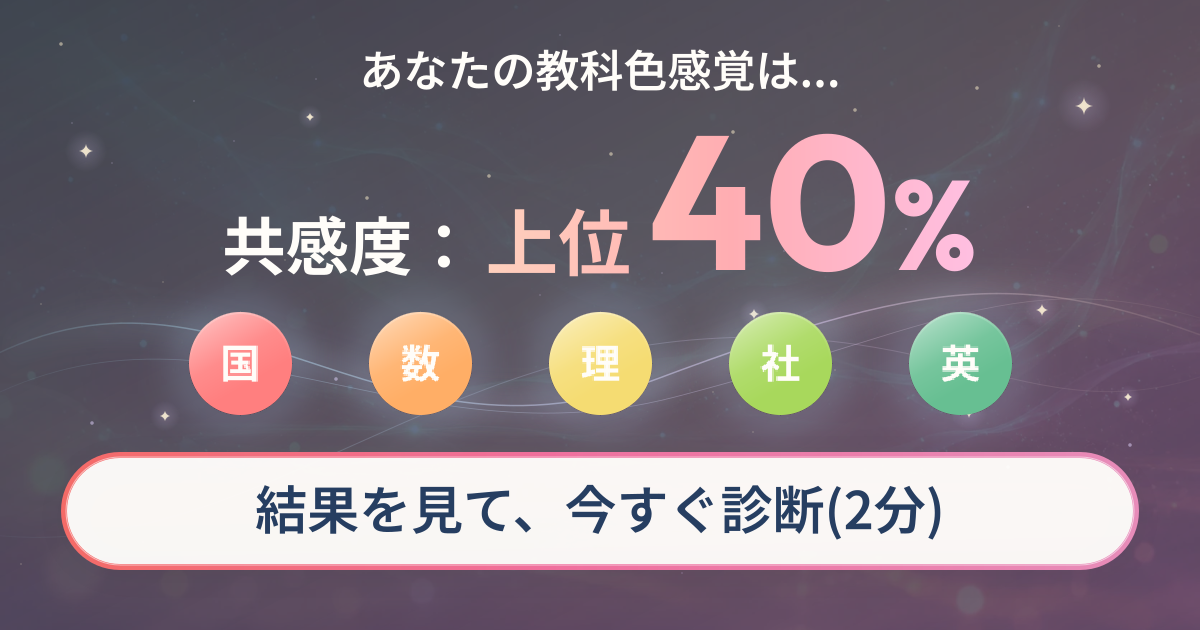 あなたの教科色感覚は...
共感度：上位40%
国 数 理 社 英
結果を見て、今すぐ診断(2分)